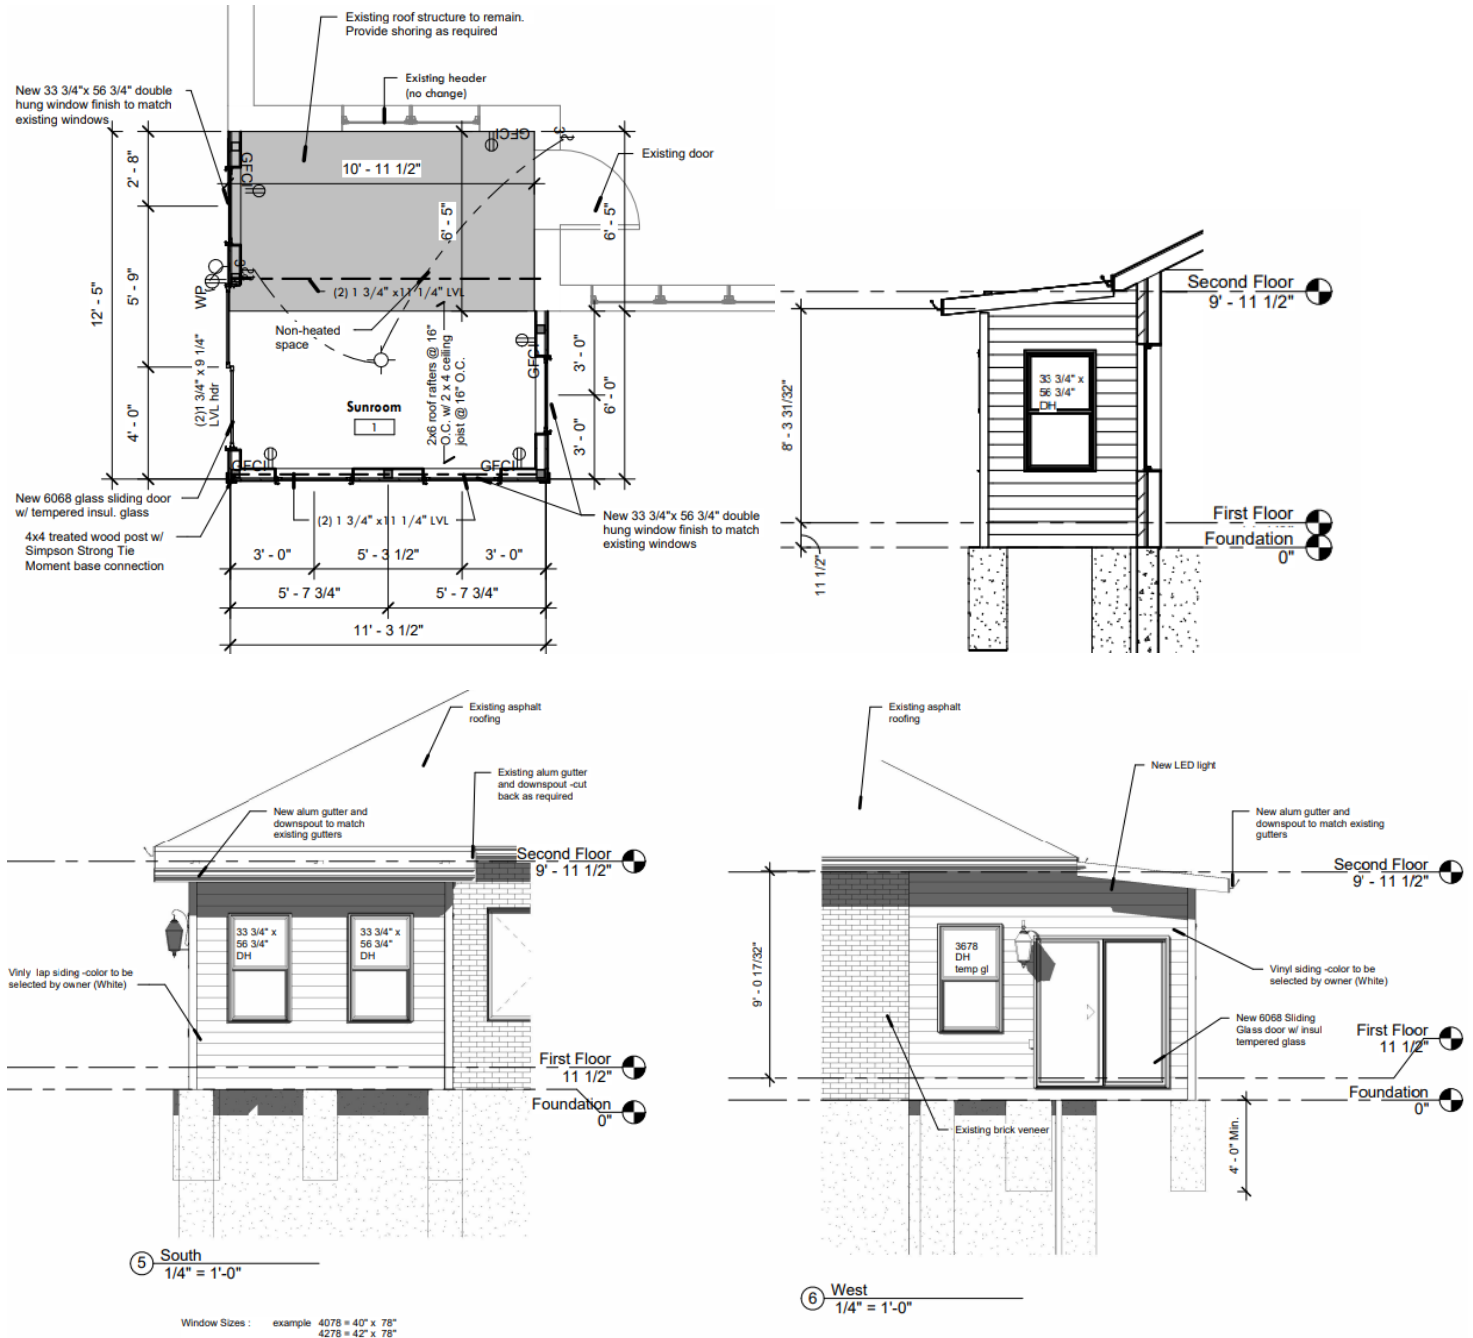 Existing roof structure to remain.
Provide shoring as required
Existing header
(no change)
New 33 3/4"x 56 3/4" double
hung window finish to match
existing windows
GFCI
3
Existing door
10' - 11 1/2"
2' - 8"
GFCI
6' - 5"
6' - 5"
5' - 9"
12' - 5"
3
WP
(2) 1 3/4" x11 1/4" LVL
Non-heated
space
(2)1 3/4" x 9 1/4"
LVL hdr
2x6 roof rafters @ 16"
O.C. w/ 2 x 4 ceiling
joist @ 16" O.C.
GFCI
3' - 0"
6' - 0"
Sunroom
1
4' - 0"
3' - 0"
GFCI
GFCI
New 6068 glass sliding door
w/ tempered insul. glass
4x4 treated wood post w/
Simpson Strong Tie
Moment base connection
(2) 1 3/4" x11 1/4" LVL
New 33 3/4"x 56 3/4" double
hung window finish to match
existing windows
3' - 0"
5' - 3 1/2"
3' - 0"
5' - 7 3/4"
5' - 7 3/4"
11' - 3 1/2"
Second Floor
9' - 11 1/2"
33 3/4" x
56 3/4"
DH
8' - 3 31/32"
First Floor
Foundation
0"
11 1/2"
Existing asphalt
roofing
Existing alum gutter
and downspout -cut
back as required
New alum gutter and
downspout to match
existing gutters
Second Floor
9' - 11 1/2"
33 3/4" x
56 3/4"
DH
33 3/4" x
56 3/4"
DH
Vinly lap siding -color to be
selected by owner (White)
First Floor
11 1/2"
Foundation
0"
5
South
1/4" = 1'-0"
Window Sizes : example 4078 = 40" x 78"
4278 = 42" x 78"
Existing asphalt
roofing
New LED light
New alum gutter and
downspout to match existing
gutters
Second Floor
9' - 11 1/2"
3678
DH
temp gl
9' - 0 17/32"
Vinyl siding -color to be
selected by owner (White)
New 6068 Sliding
Glass door w/ insul
tempered glass
First Floor
11 1/2"
Foundation
0"
Existing brick veneer
4' - 0" Min.
6
West
1/4" = 1'-0"